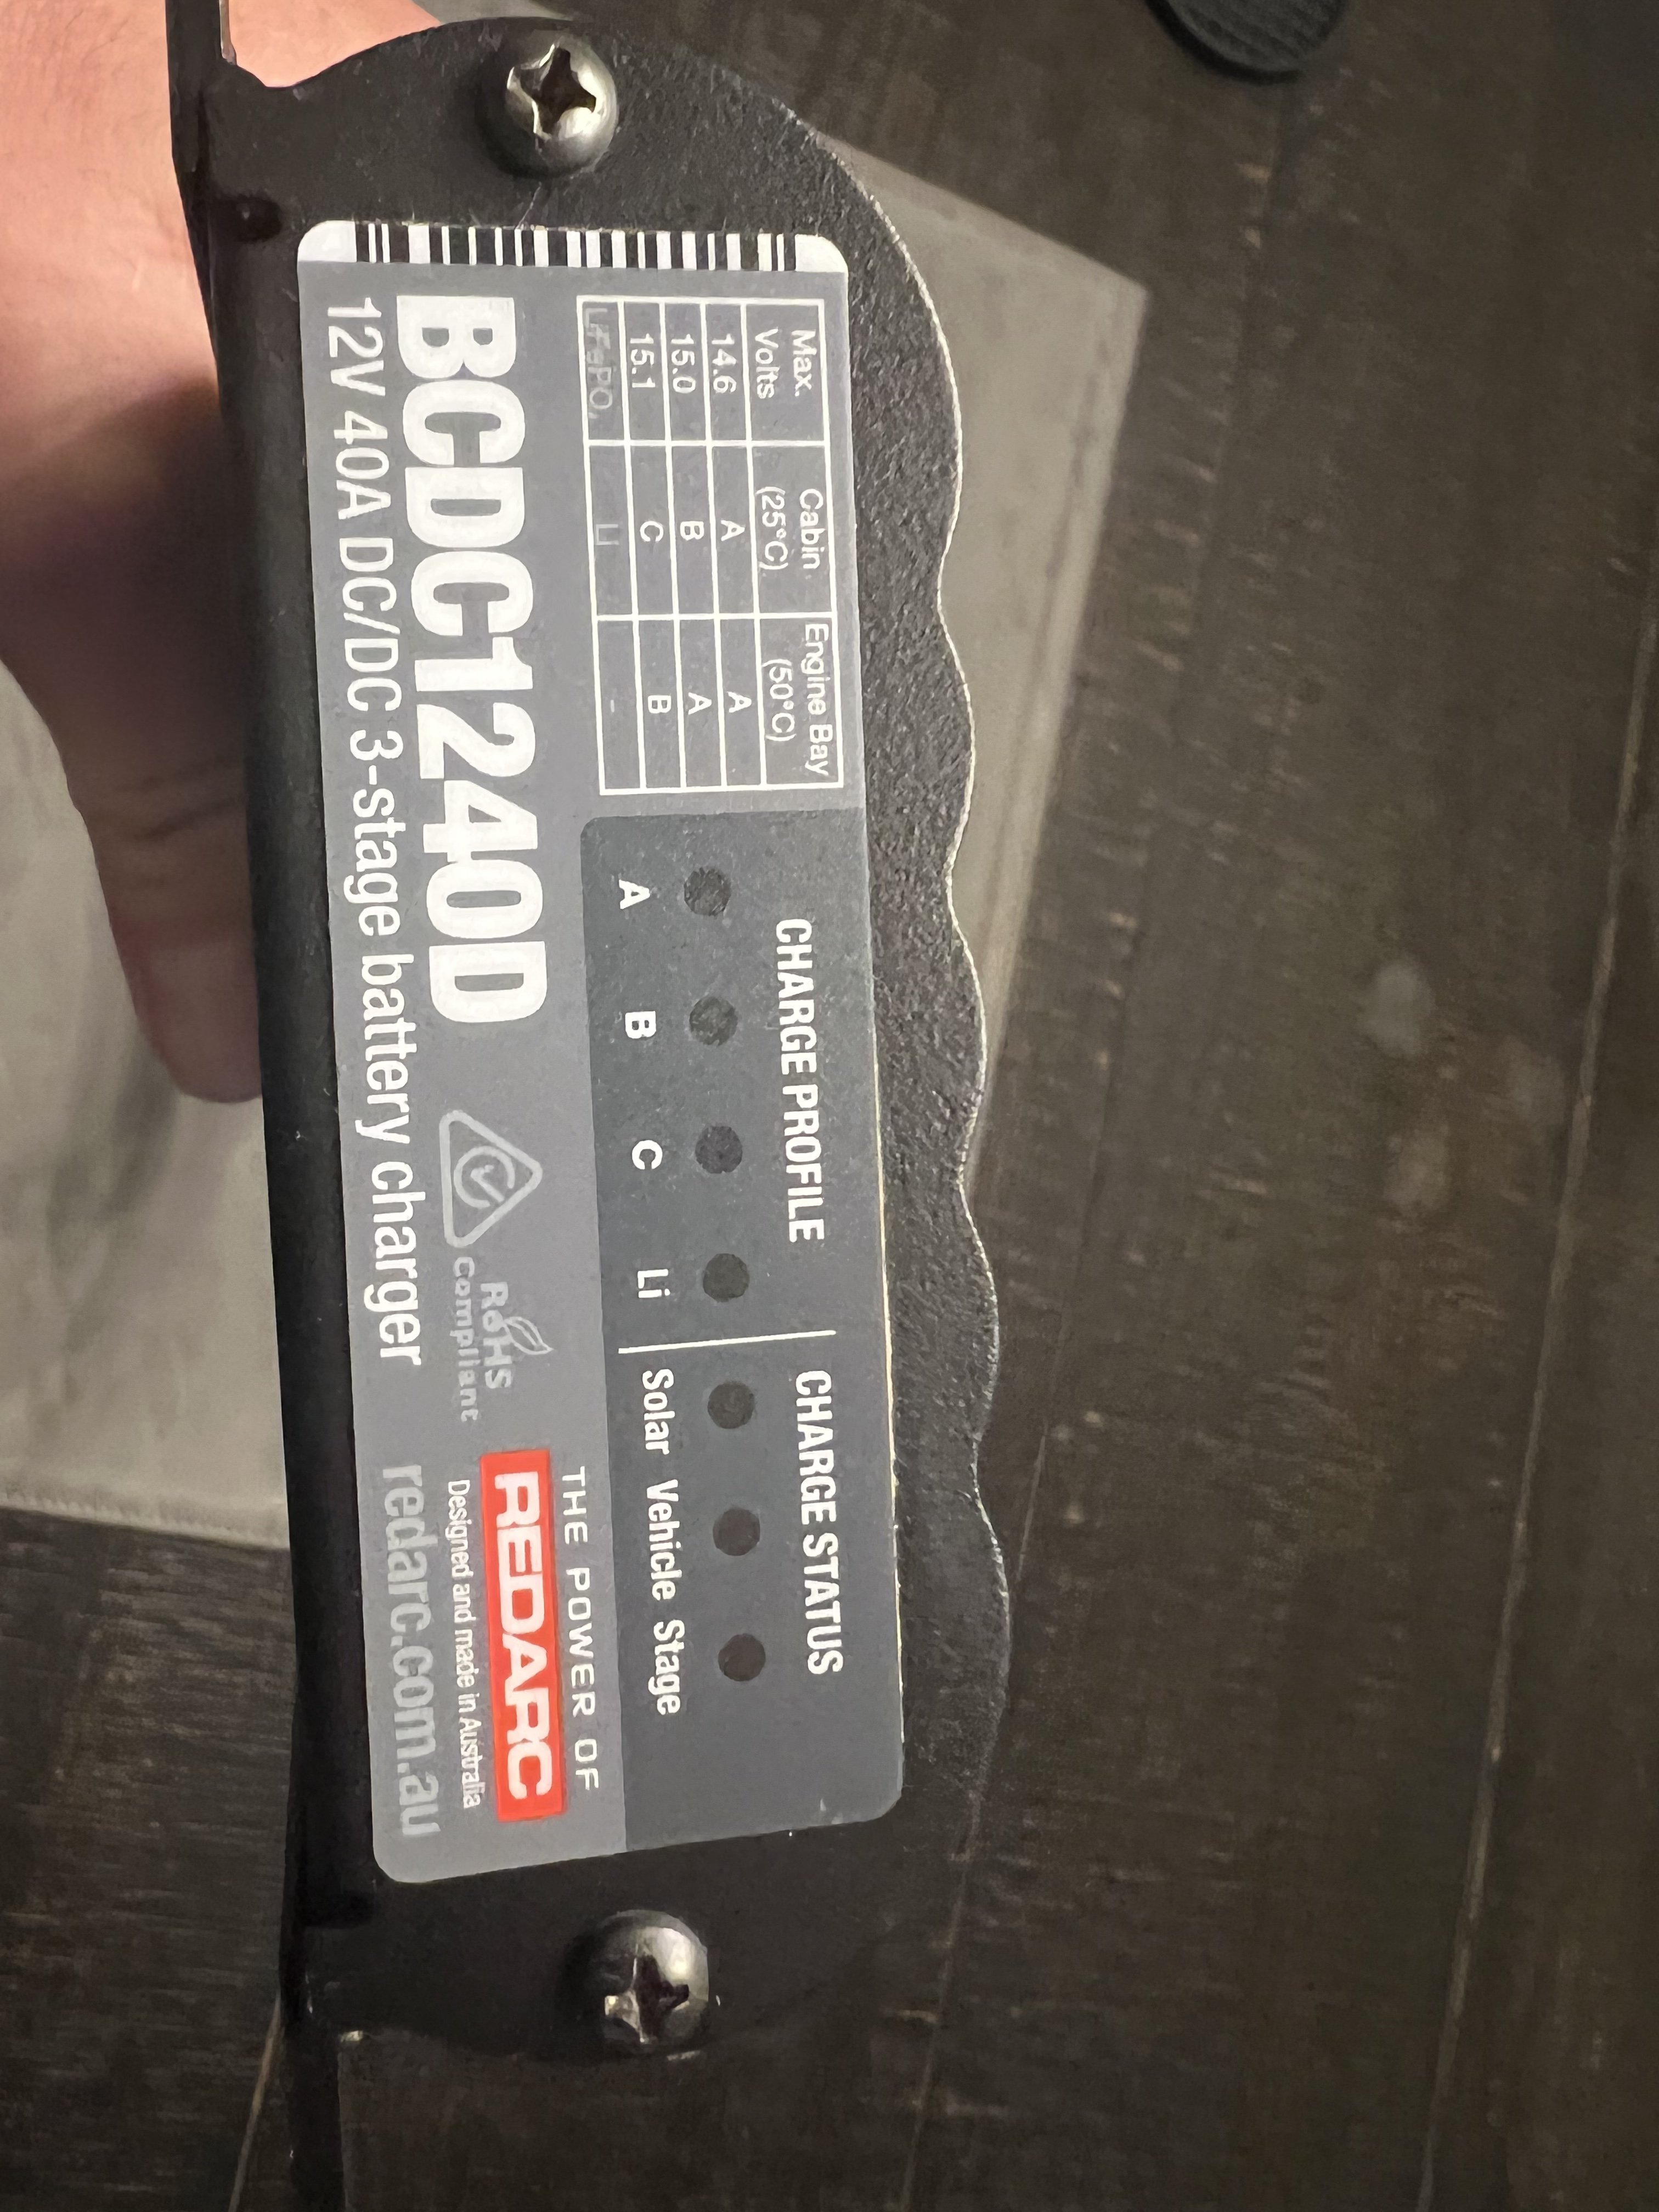 Max. Volts | Cabin (25°C) | Engine Bay (50°C)
14.6 | A | A
15.0 | B | A
15.1 | C | B
LiFePO₄ | Li | -
CHARGE PROFILE
A B C Li
CHARGE STATUS
Solar Vehicle Stage
BCDC1240D
12V 40A DC/DC 3-stage battery charger
RoHS
compliant
THE POWER OF
REDARC
Designed and made in Australia
redarc.com.au